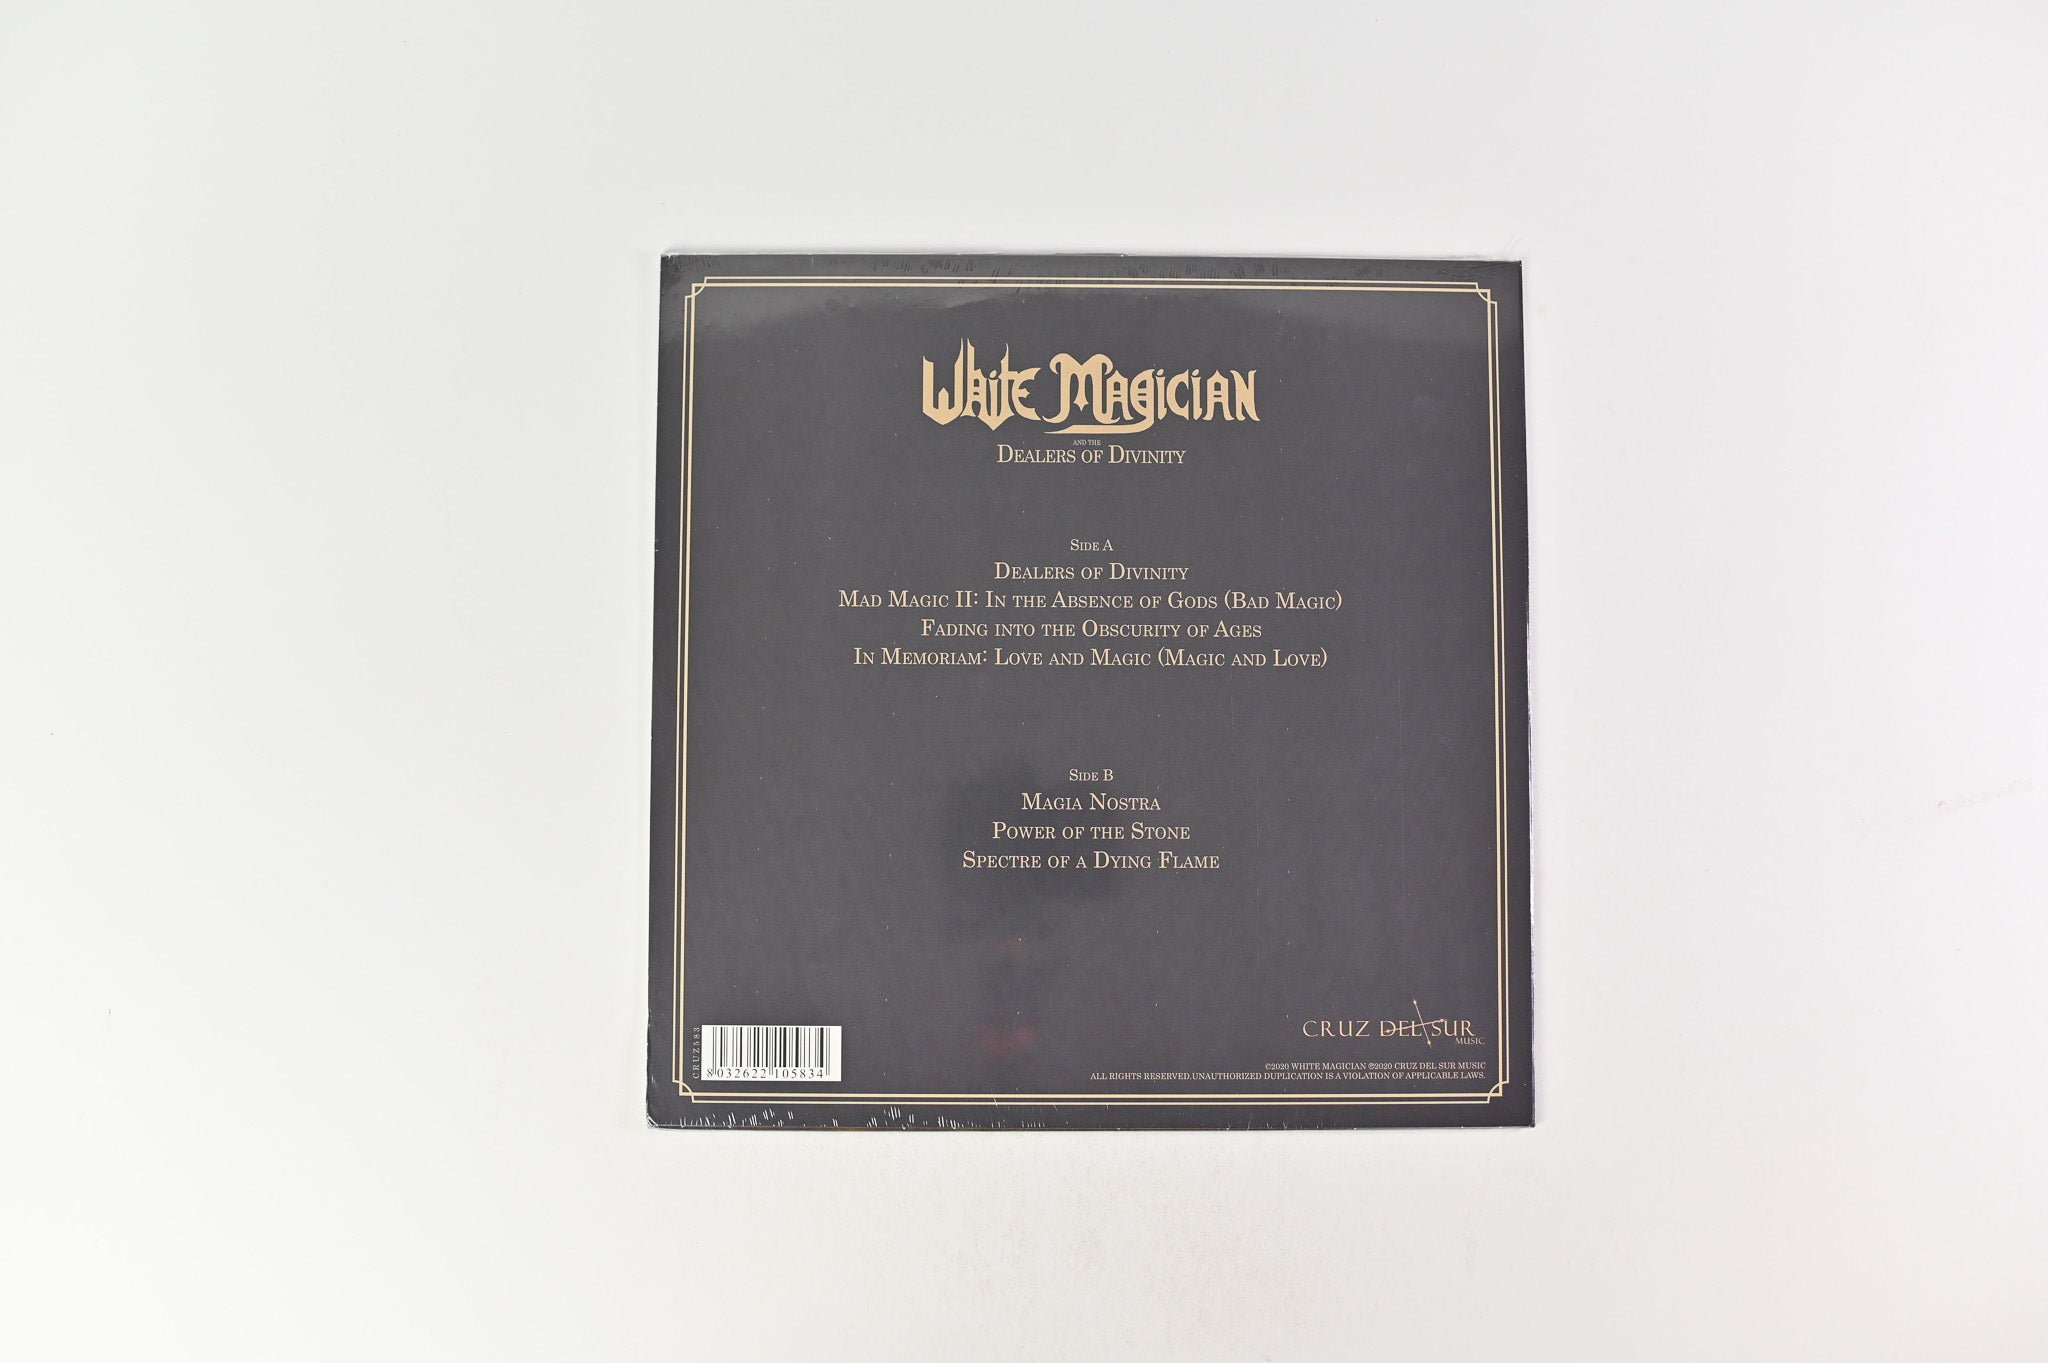 White Magician
AND THE
Dealers of Divinity
Side A
Dealers of Divinity
Mad Magic II: In the Absence of Gods (Bad Magic)
Fading into the Obscurity of Ages
In Memoriam: Love and Magic (Magic and Love)
Side B
Magia Nostra
Power of the Stone
Spectre of a Dying Flame
CRUZ583
8 032622 105834
CRUZ DEL SUR
MUSIC
©2020 WHITE MAGICIAN ℗2020 CRUZ DEL SUR MUSIC
ALL RIGHTS RESERVED.UNAUTHORIZED DUPLICATION IS A VIOLATION OF APPLICABLE LAWS.